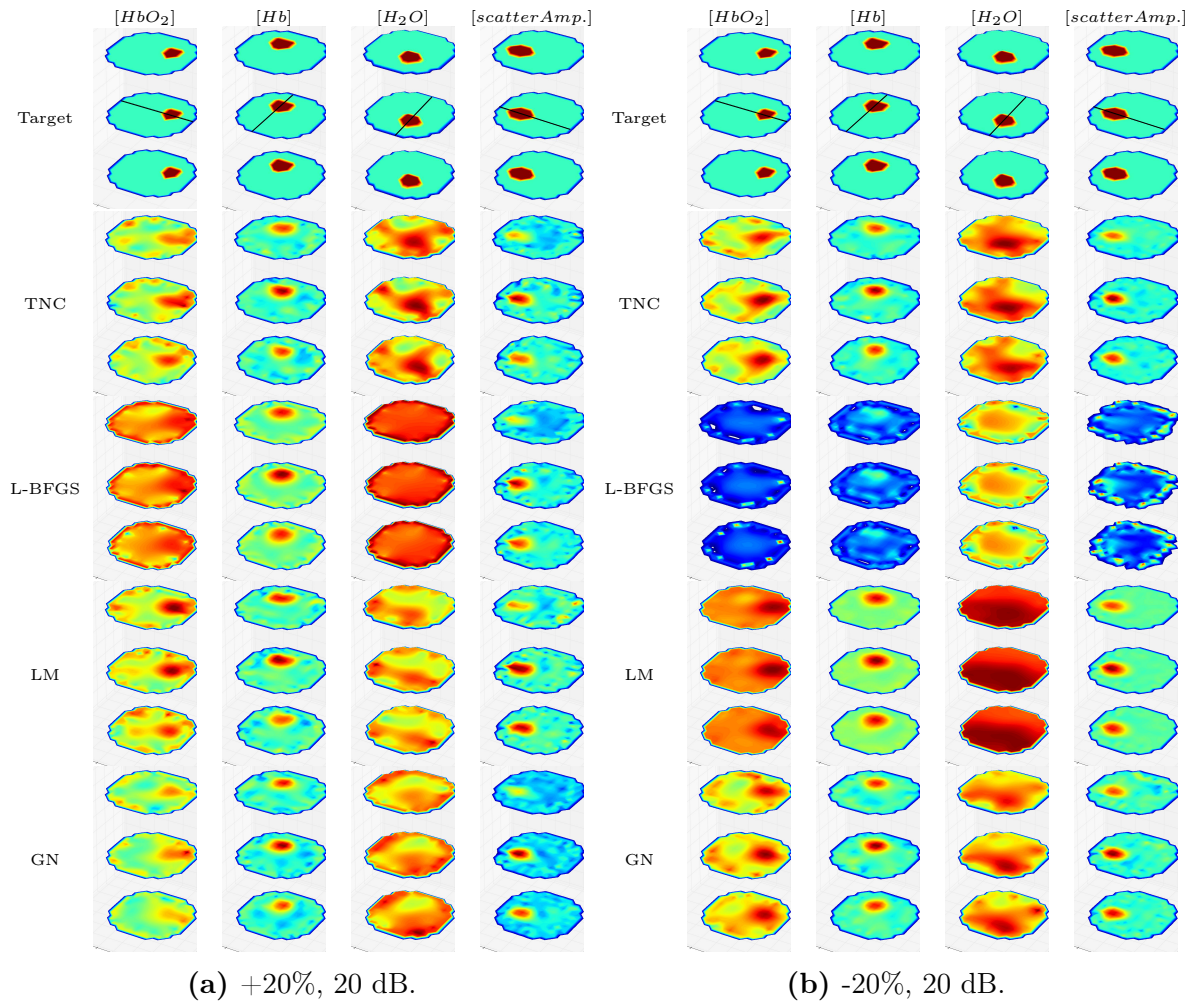 [HbO2] [Hb] [H2O] [scatterAmp.] [HbO2] [Hb] [H2O] [scatterAmp.]
Target Target
TNC TNC
L-BFGS L-BFGS
LM LM
GN GN
(a) +20%, 20 dB. (b) -20%, 20 dB.